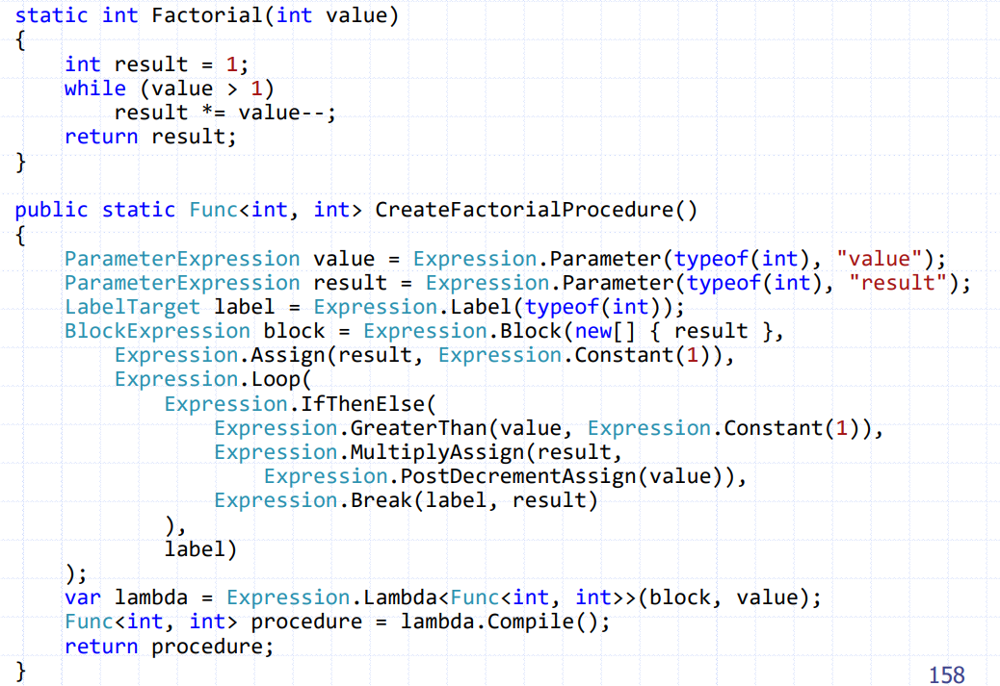 static int Factorial(int value)
{
    int result = 1;
    while (value > 1)
        result *= value--;
    return result;
}

public static Func<int, int> CreateFactorialProcedure()
{
    ParameterExpression value = Expression.Parameter(typeof(int), "value");
    ParameterExpression result = Expression.Parameter(typeof(int), "result");
    LabelTarget label = Expression.Label(typeof(int));
    BlockExpression block = Expression.Block(new[] { result },
        Expression.Assign(result, Expression.Constant(1)),
        Expression.Loop(
            Expression.IfThenElse(
                Expression.GreaterThan(value, Expression.Constant(1)),
                Expression.MultiplyAssign(result,
                    Expression.PostDecrementAssign(value)),
                Expression.Break(label, result)
            ),
            label)
    );
    var lambda = Expression.Lambda<Func<int, int>>(block, value);
    Func<int, int> procedure = lambda.Compile();
    return procedure;
}
158